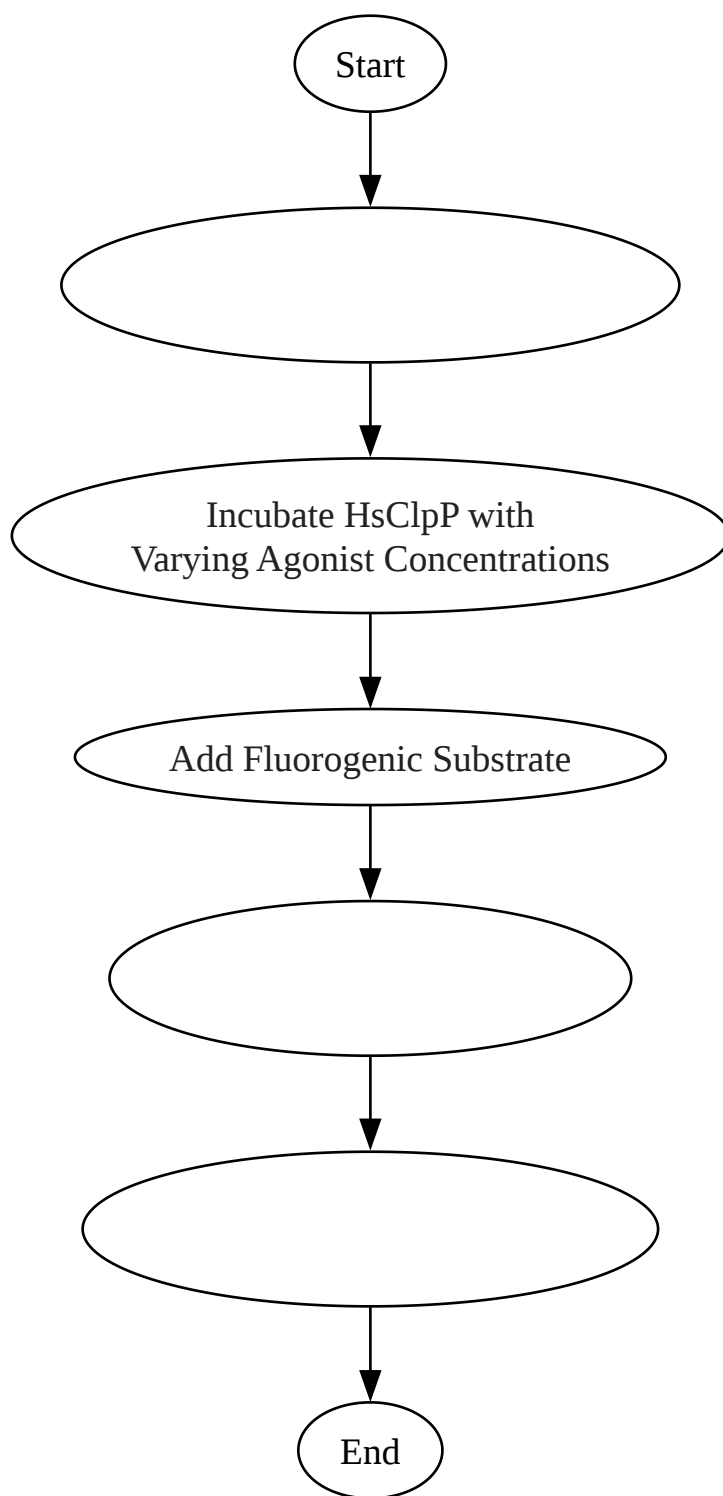 Start
Incubate HsClpP with
Varying Agonist Concentrations
Add Fluorogenic Substrate
End